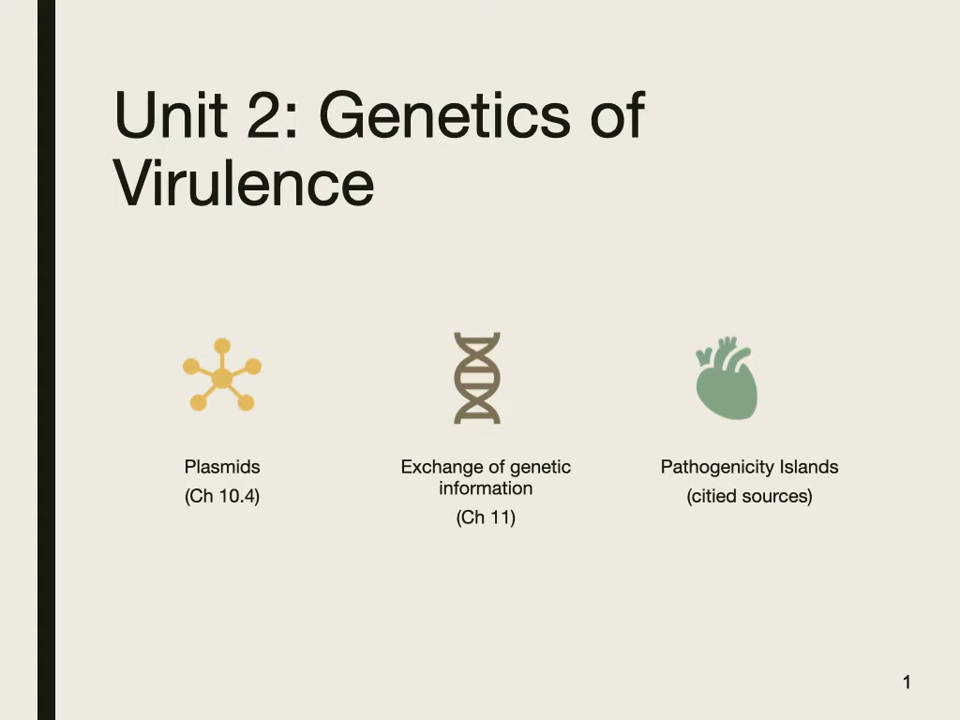 Unit 2: Genetics of
Virulence
Plasmids
(Ch 10.4)
Exchange of genetic
information
(Ch 11)
Pathogenicity Islands
(citied sources)
1